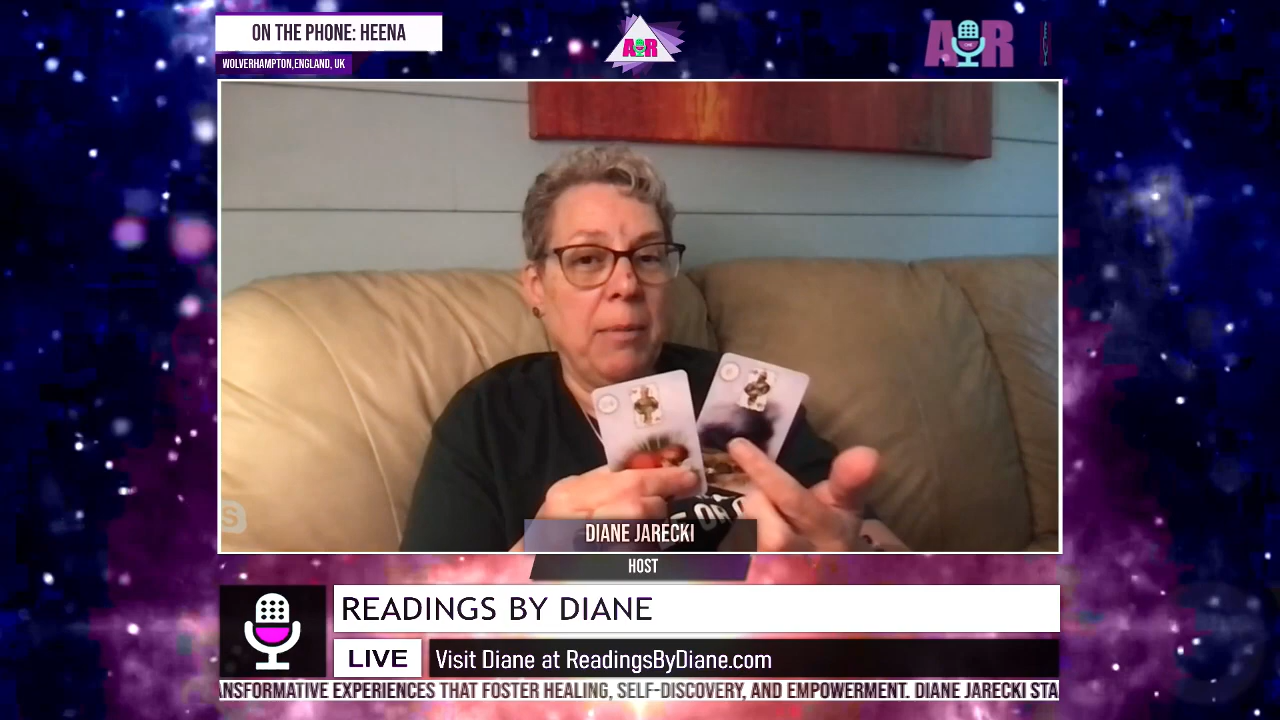 ON THE PHONE: HEENA
WOLVERHAMPTON,ENGLAND, UK
AIR
AIR
S
OR
DIANE JARECKI
HOST
READINGS BY DIANE
LIVE
Visit Diane at ReadingsByDiane.com
ANSFORMATIVE EXPERIENCES THAT FOSTER HEALING, SELF-DISCOVERY, AND EMPOWERMENT. DIANE JARECKI STA